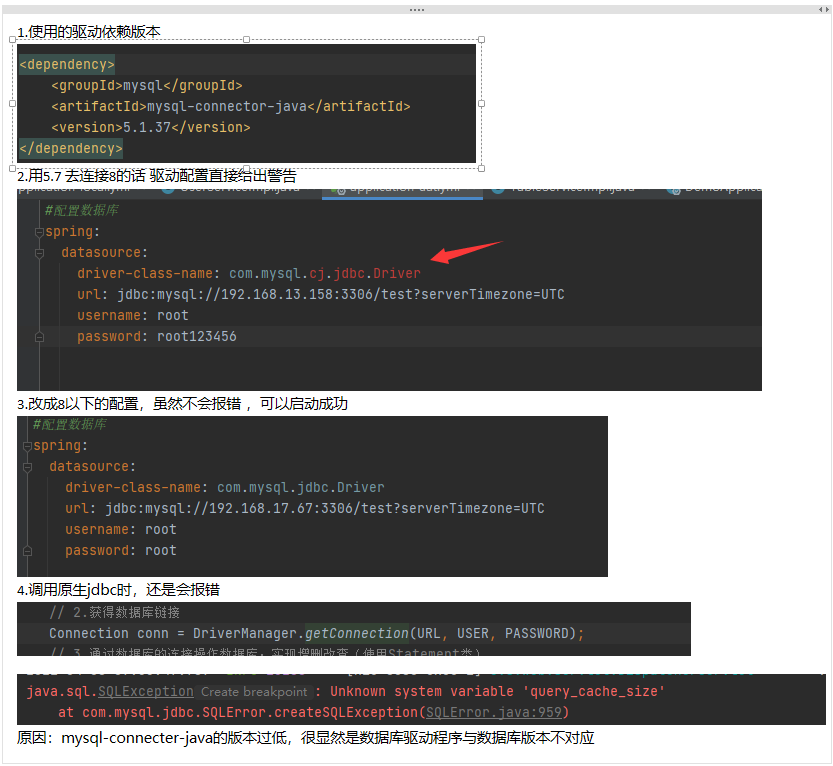 1.使用的驱动依赖版本
<dependency>
<groupId>mysql</groupId>
<artifactId>mysql-connector-java</artifactId>
<version>5.1.37</version>
</dependency>
2.用5.7 去连接8的话 驱动配置直接给出警告
#配置数据库
spring:
datasource:
driver-class-name: com.mysql.cj.jdbc.Driver
url: jdbc:mysql://192.168.13.158:3306/test?serverTimezone=UTC
username: root
password: root123456
3.改成8以下的配置，虽然不会报错 ，可以启动成功
#配置数据库
spring:
datasource:
driver-class-name: com.mysql.jdbc.Driver
url: jdbc:mysql://192.168.17.67:3306/test?serverTimezone=UTC
username: root
password: root
4.调用原生jdbc时，还是会报错
// 2.获得数据库链接
Connection conn = DriverManager.getConnection(URL, USER, PASSWORD);
// 3.通过数据库的连接操作数据库，实现增删改查（使用Statement类）
java.sql.SQLException Create breakpoint : Unknown system variable 'query_cache_size'
at com.mysql.jdbc.SQLError.createSQLException(SQLError.java:959)
原因：mysql-connecter-java的版本过低，很显然是数据库驱动程序与数据库版本不对应